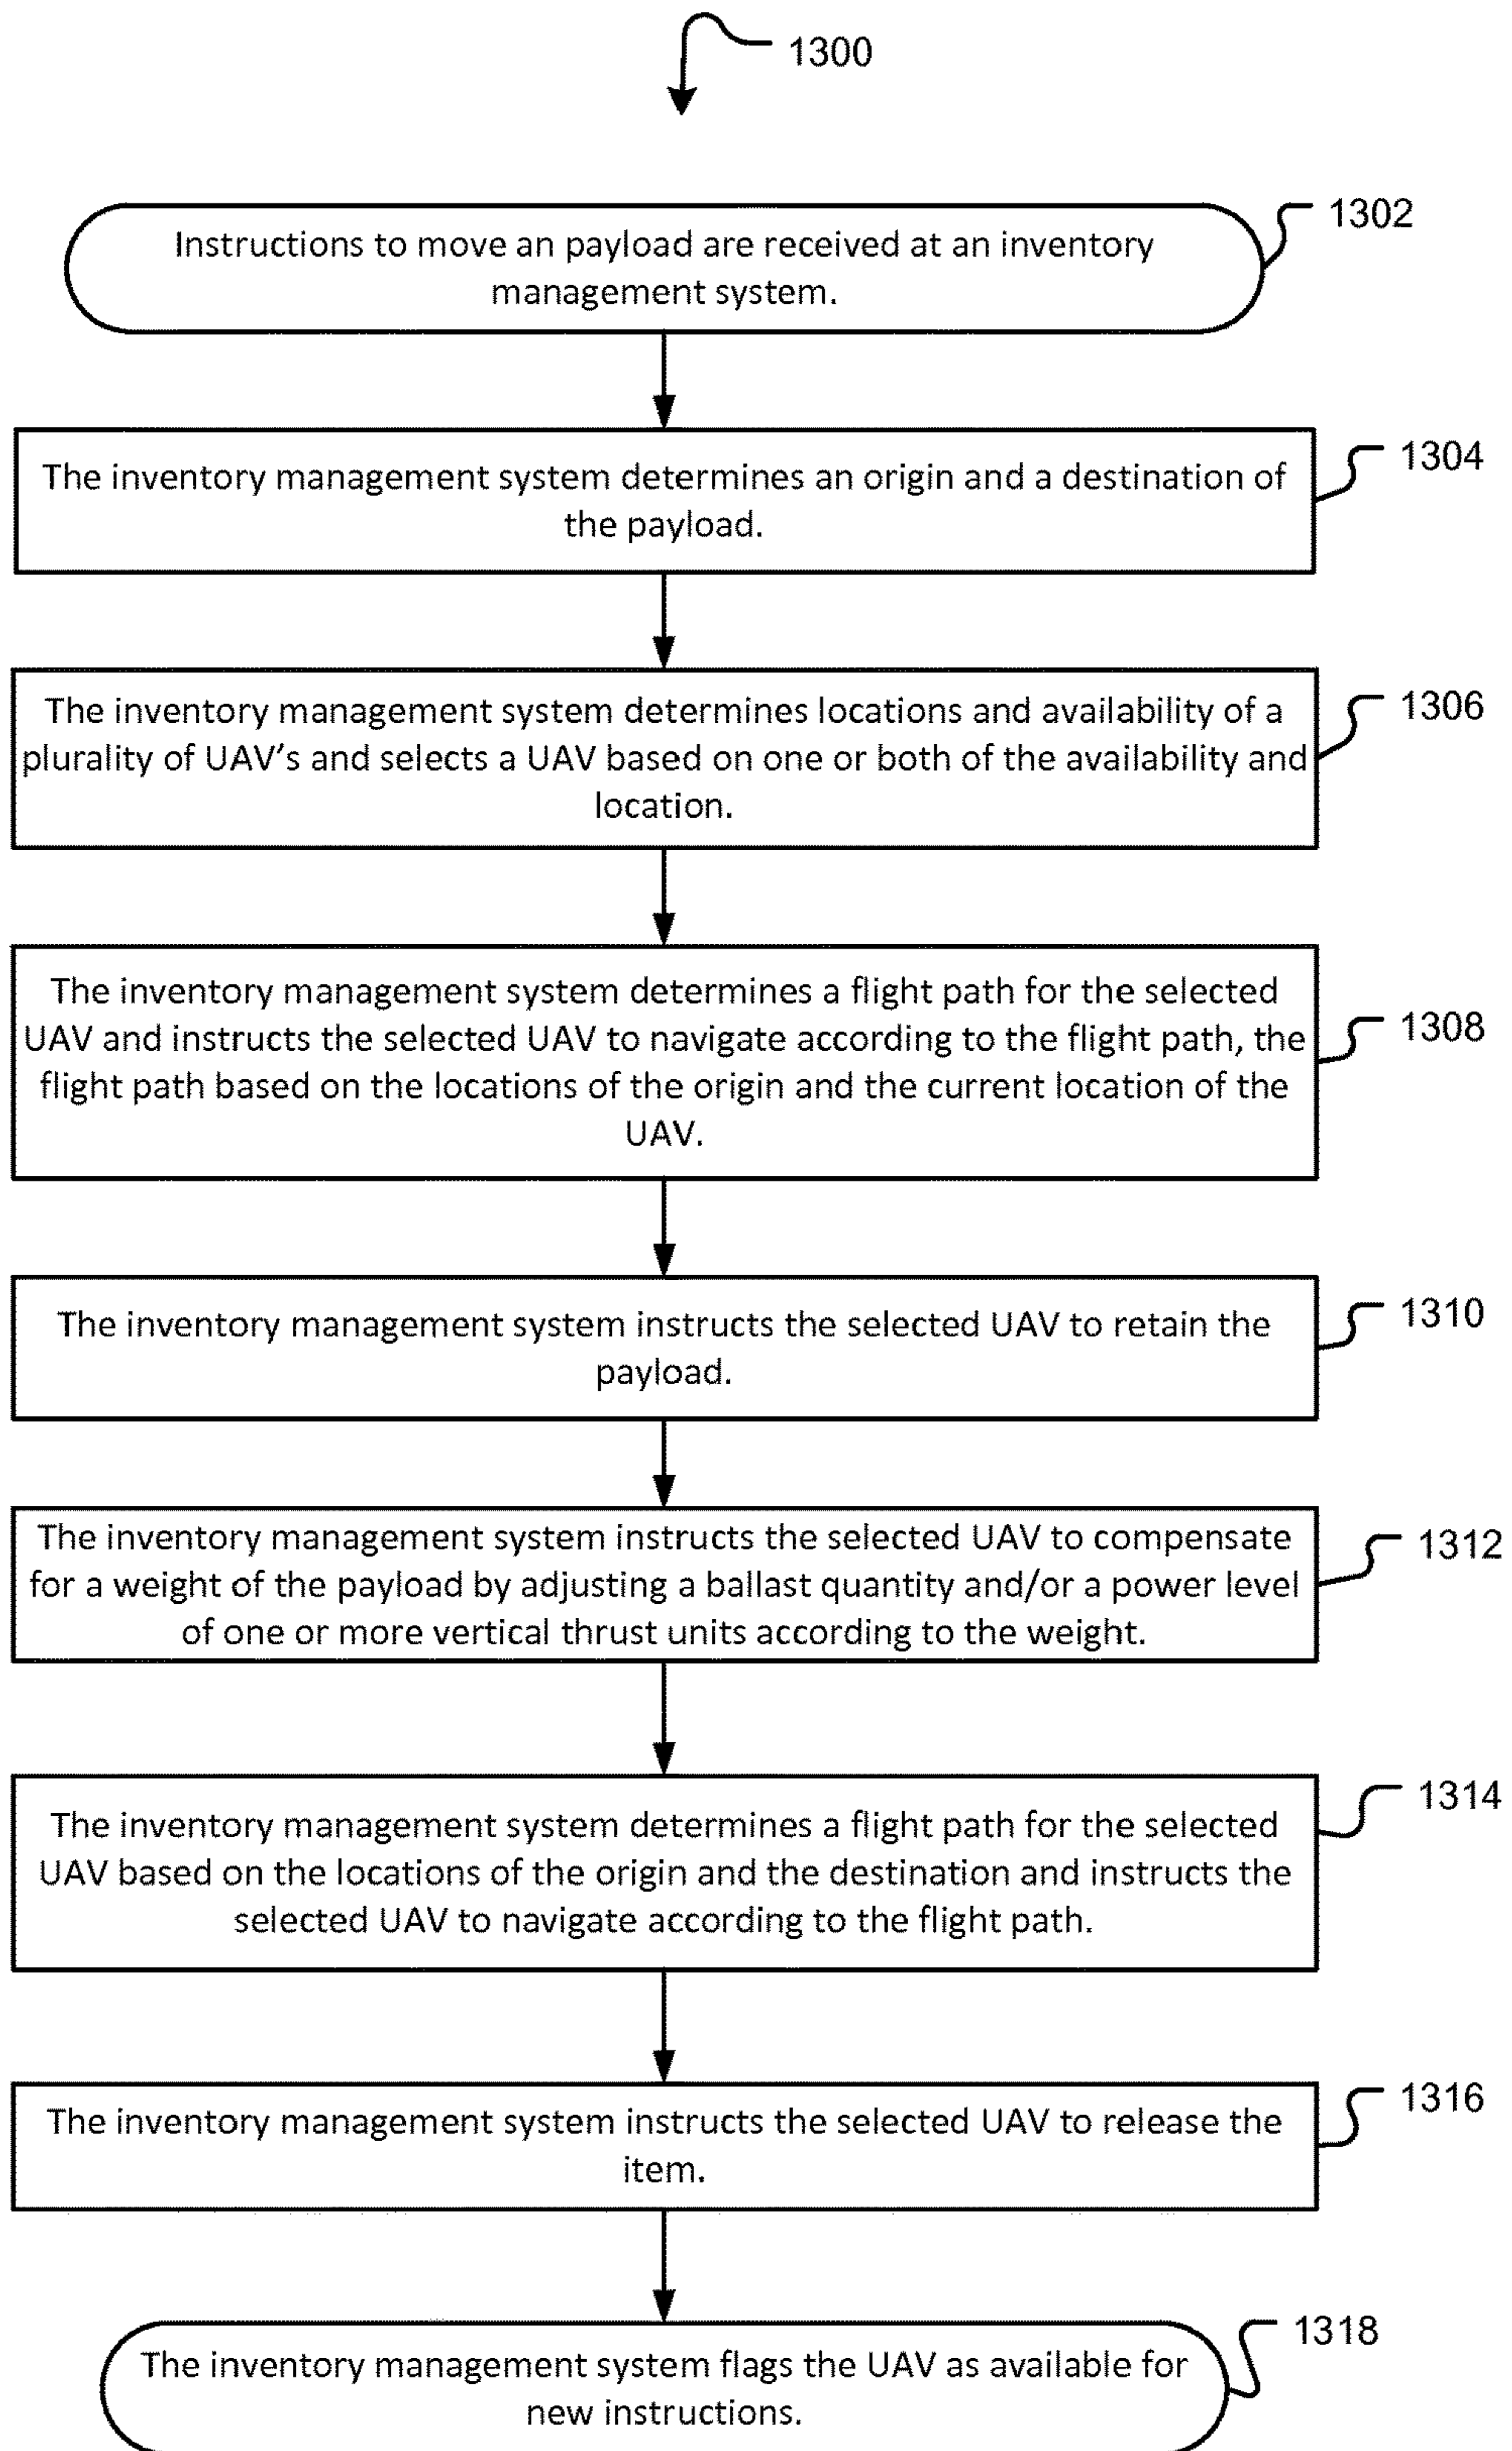 1300
1302
Instructions to move an payload are received at an inventory
management system.
1304
The inventory management system determines an origin and a destination of
the payload.
1306
The inventory management system determines locations and availability of a
plurality of UAV's and selects a UAV based on one or both of the availability and
location.
1308
The inventory management system determines a flight path for the selected
UAV and instructs the selected UAV to navigate according to the flight path, the
flight path based on the locations of the origin and the current location of the
UAV.
1310
The inventory management system instructs the selected UAV to retain the
payload.
1312
The inventory management system instructs the selected UAV to compensate
for a weight of the payload by adjusting a ballast quantity and/or a power level
of one or more vertical thrust units according to the weight.
1314
The inventory management system determines a flight path for the selected
UAV based on the locations of the origin and the destination and instructs the
selected UAV to navigate according to the flight path.
1316
The inventory management system instructs the selected UAV to release the
item.
1318
The inventory management system flags the UAV as available for
new instructions.